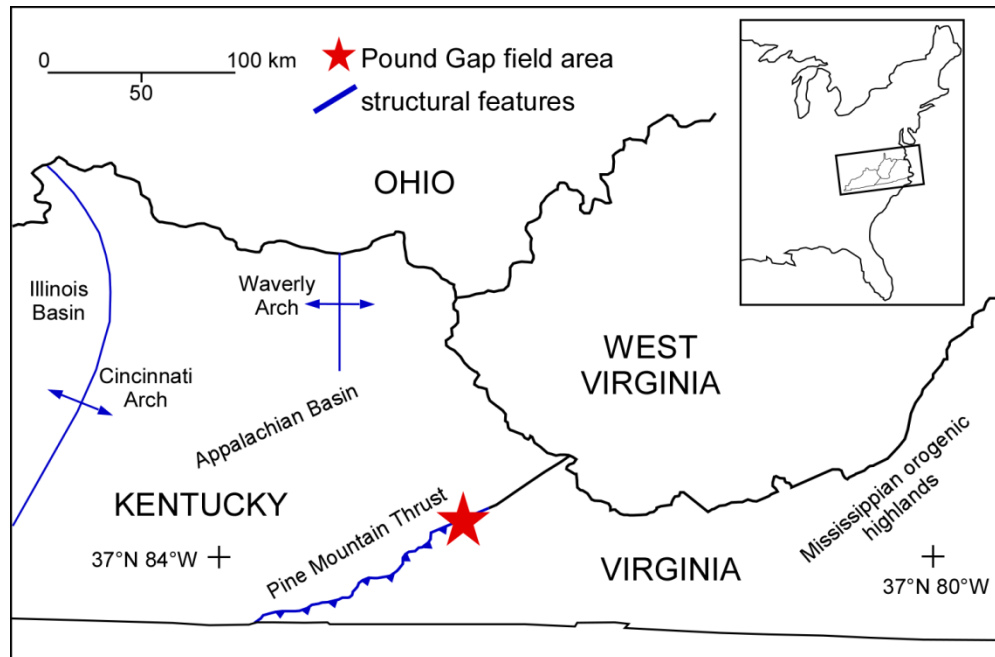 0
100 km
50
Pound Gap field area
structural features
OHIO
Illinois
Basin
Waverly
Arch
Cincinnati
Arch
WEST
VIRGINIA
Appalachian Basin
KENTUCKY
Pine Mountain Thrust
Mississippian orogenic
highlands
37°N 84°W
VIRGINIA
37°N 80°W